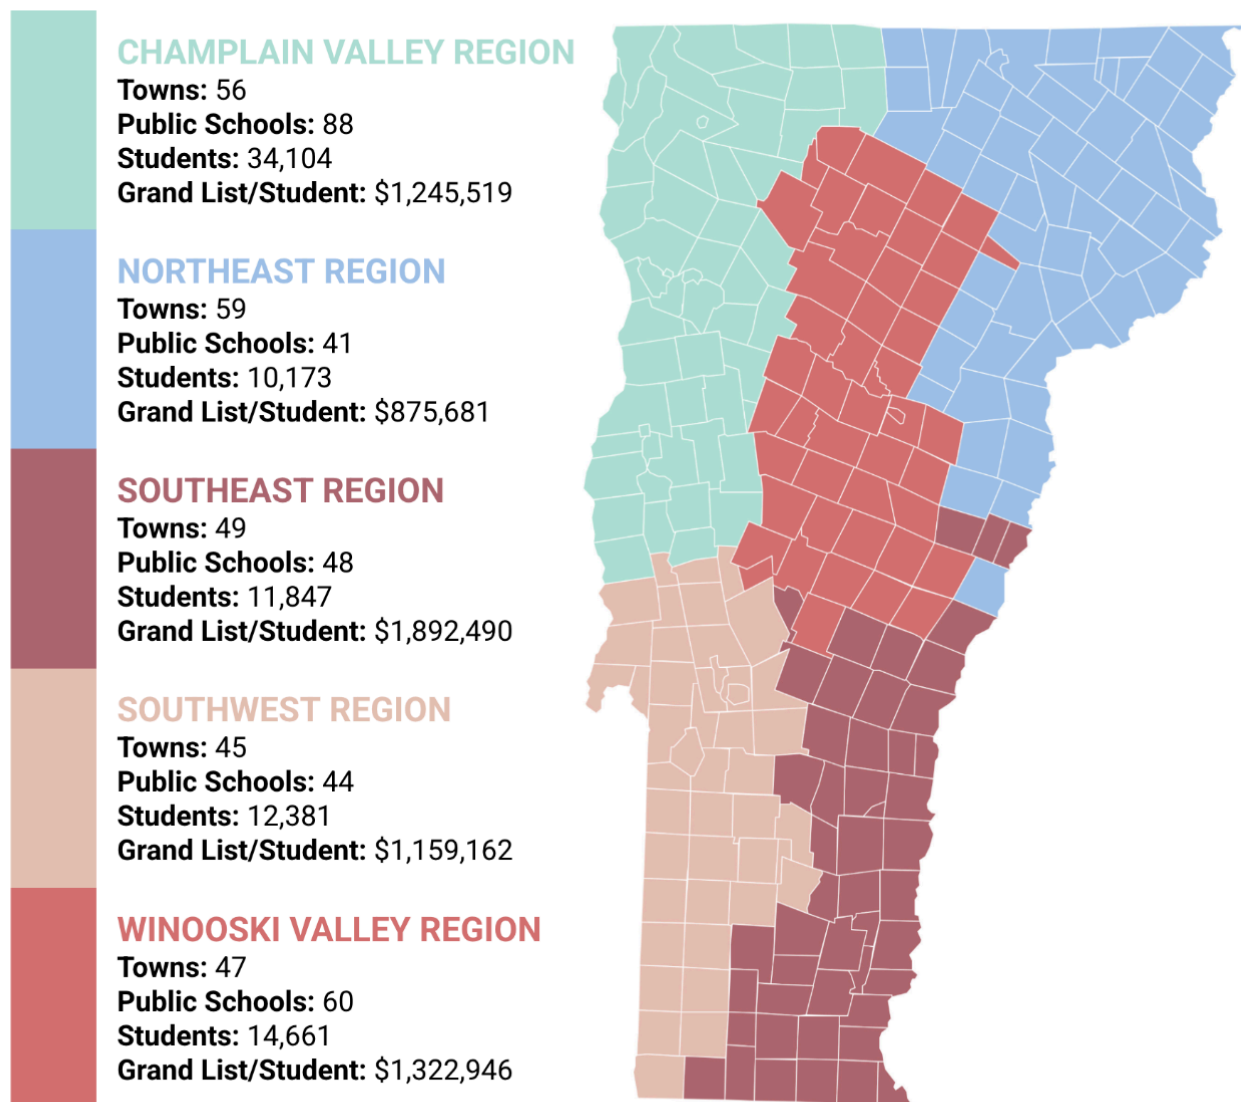 CHAMPLAIN VALLEY REGION
Towns: 56
Public Schools: 88
Students: 34,104
Grand List/Student: $1,245,519
NORTHEAST REGION
Towns: 59
Public Schools: 41
Students: 10,173
Grand List/Student: $875,681
SOUTHEAST REGION
Towns: 49
Public Schools: 48
Students: 11,847
Grand List/Student: $1,892,490
SOUTHWEST REGION
Towns: 45
Public Schools: 44
Students: 12,381
Grand List/Student: $1,159,162
WINOOSKI VALLEY REGION
Towns: 47
Public Schools: 60
Students: 14,661
Grand List/Student: $1,322,946